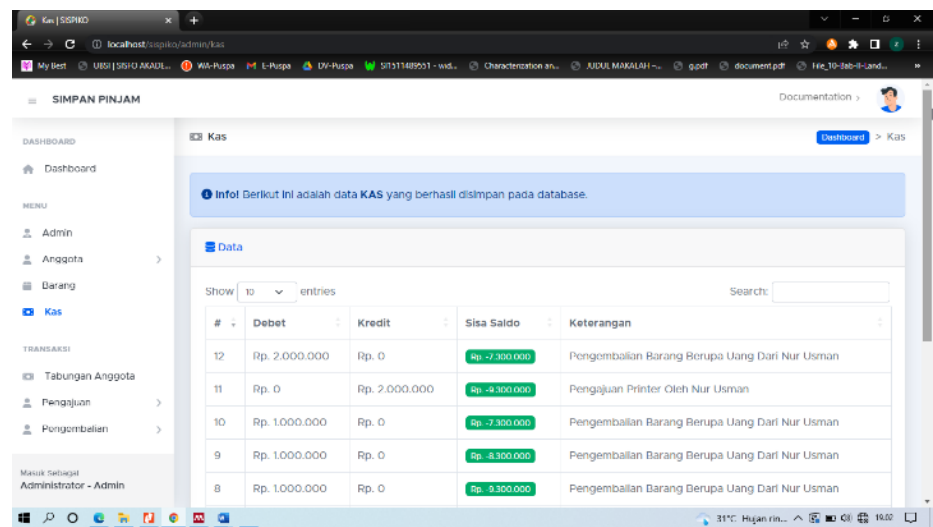 Kas | SISPIKO
localhost/sispiko/admin/kas
My Best UBSI | SISFO AKADE... WA-Puspa E-Puspa DV-Puspa SI1511489551 - wid... Characterization an... JUDUL MAKALAH -... g.pdf document.pdf File_10-Bab-II-Land... »
SIMPAN PINJAM Documentation >
DASHBOARD
Dashboard
MENU
Admin
Anggota >
Barang
Kas
TRANSAKSI
Tabungan Anggota
Pengajuan >
Pengembalian >
Masuk Sebagai
Administrator - Admin
Kas Dashboard > Kas
Info! Berikut ini adalah data KAS yang berhasil disimpan pada database.
Data
Show 10 entries Search:
# Debet Kredit Sisa Saldo Keterangan
12 Rp. 2.000.000 Rp. 0 Rp. -7.300.000 Pengembalian Barang Berupa Uang Dari Nur Usman
11 Rp. 0 Rp. 2.000.000 Rp. -9.300.000 Pengajuan Printer Oleh Nur Usman
10 Rp. 1.000.000 Rp. 0 Rp. -7.300.000 Pengembalian Barang Berupa Uang Dari Nur Usman
9 Rp. 1.000.000 Rp. 0 Rp. -8.300.000 Pengembalian Barang Berupa Uang Dari Nur Usman
8 Rp. 1.000.000 Rp. 0 Rp. -9.300.000 Pengembalian Barang Berupa Uang Dari Nur Usman
31°C Hujan rin... 19.02